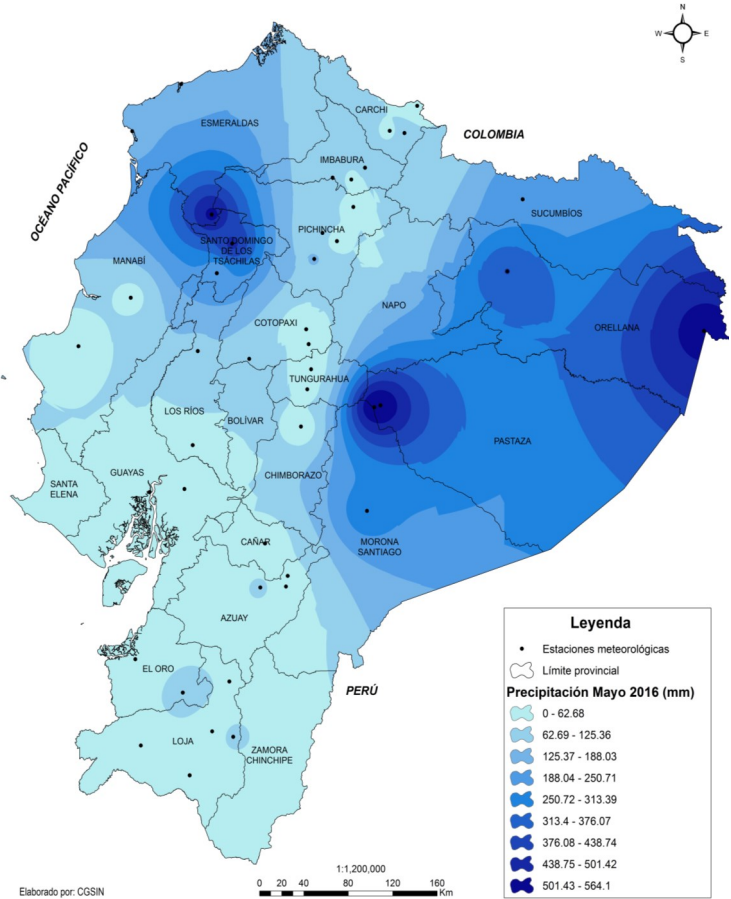 N
W
E
S
CARCHI
ESMERALDAS
COLOMBIA
IMBABURA
OCÉANO PACÍFICO
SUCUMBÍOS
PICHINCHA
SANTO DOMINGO
DE LOS
TSÁCHILAS
MANABÍ
NAPO
COTOPAXI
ORELLANA
TUNGURAHUA
LOS RÍOS
BOLÍVAR
PASTAZA
GUAYAS
CHIMBORAZO
SANTA
ELENA
CAÑAR
MORONA
SANTIAGO
AZUAY
EL ORO
PERÚ
LOJA
ZAMORA
CHINCHIPE
Leyenda
Estaciones meteorológicas
Límite provincial
Precipitación Mayo 2016 (mm)
0 - 62.68
62.69 - 125.36
125.37 - 188.03
188.04 - 250.71
250.72 - 313.39
313.4 - 376.07
376.08 - 438.74
438.75 - 501.42
501.43 - 564.1
1:1,200,000
0 20 40 80 120 160
Km
Elaborado por: CGSIN